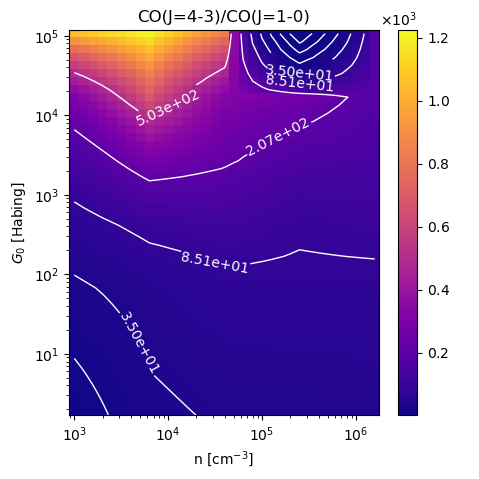 CO(J=4-3)/CO(J=1-0)
×10³
10⁵
10⁴
10³
10²
10¹
G₀ [Habing]
3.50e+01
8.51e+01
5.03e+02
2.07e+02
8.51e+01
3.50e+01
1.2
1.0
0.8
0.6
0.4
0.2
10³ 10⁴ 10⁵ 10⁶
n [cm⁻³]